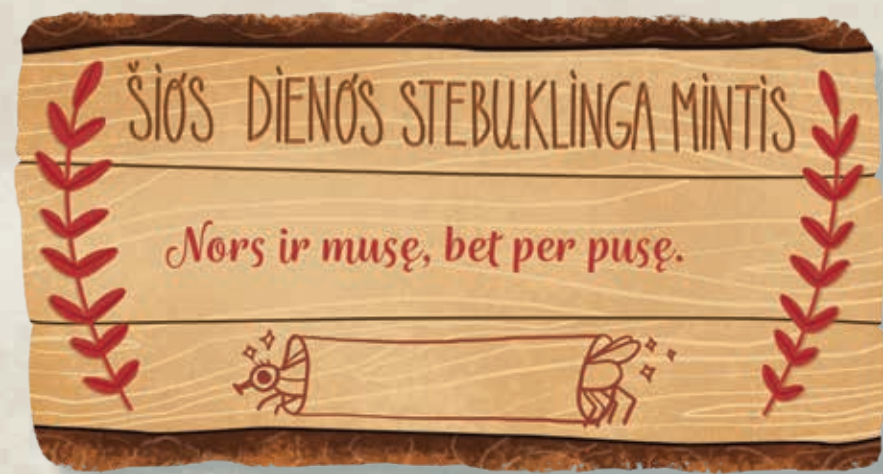 ŠIOS DIENOS STEBUKLINGA MINTIS
Nors ir musę, bet per pusę.